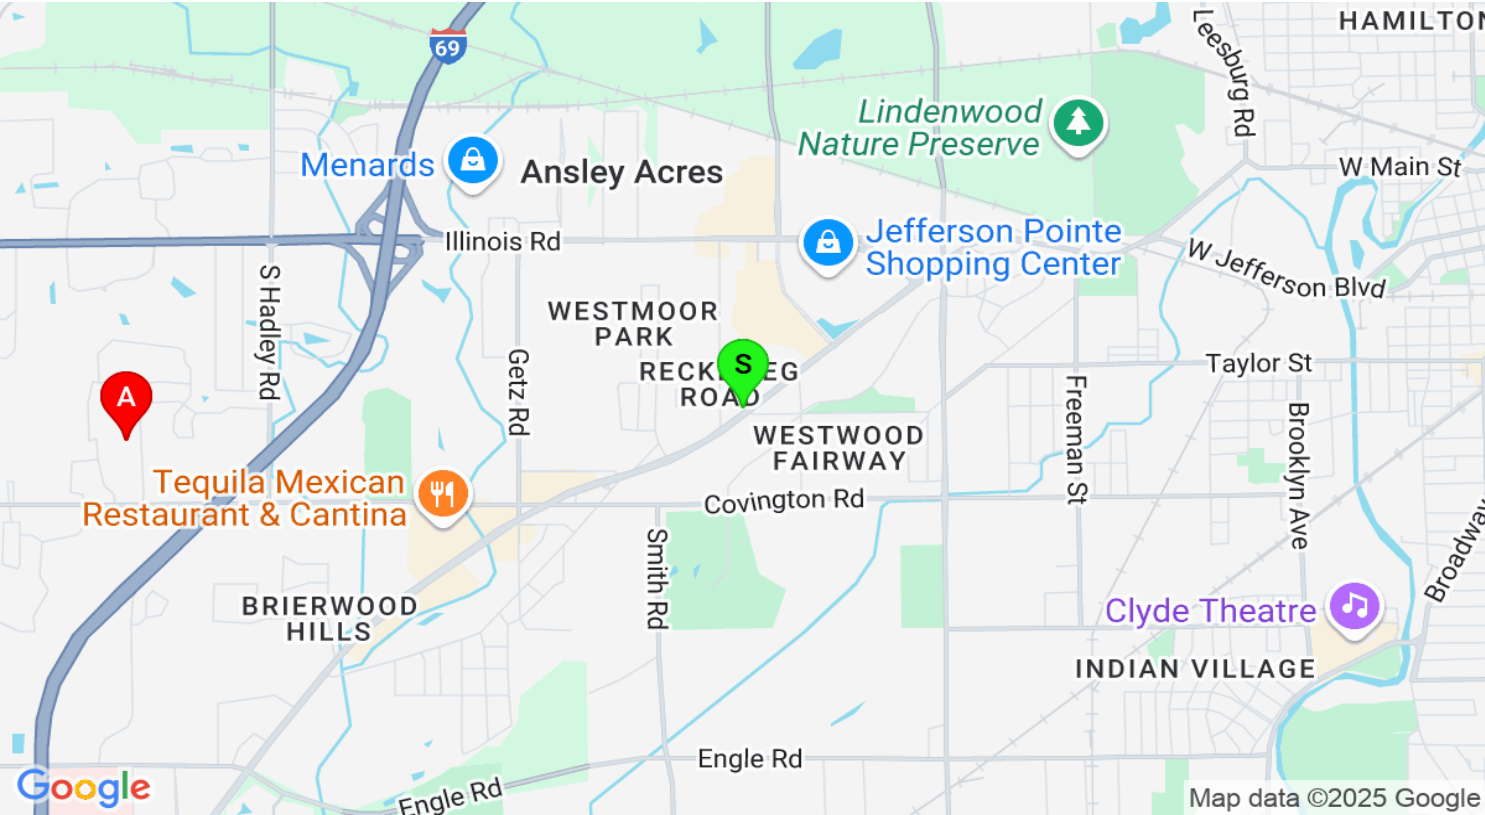 HAMILTON
Leesburg Rd
69
Lindenwood
Nature Preserve
W Main St
Menards
Ansley Acres
Illinois Rd
Jefferson Pointe
Shopping Center
W Jefferson Blvd
S Hadley Rd
WESTMOOR
PARK
Getz Rd
S
RECK
EG
ROAD
Taylor St
A
Freeman St
Brooklyn Ave
WESTWOOD
FAIRWAY
Tequila Mexican
Restaurant & Cantina
Covington Rd
Smith Rd
Broadway
BRIERWOOD
HILLS
Clyde Theatre
INDIAN VILLAGE
Engle Rd
Engle Rd
Google
Map data ©2025 Google